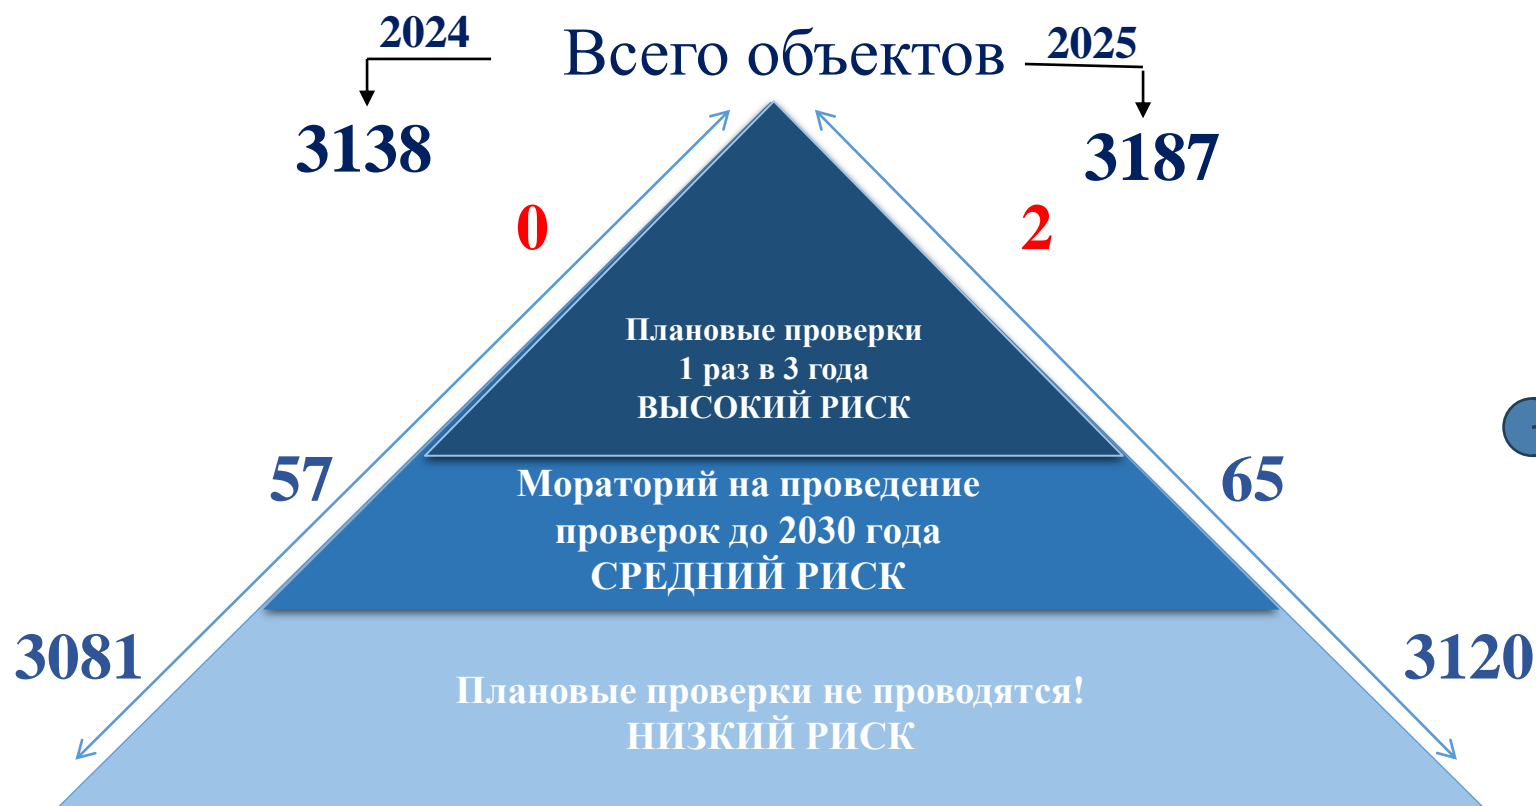 2024
Всего объектов
2025
3138
3187
0
2
Плановые проверки
1 раз в 3 года
ВЫСОКИЙ РИСК
57
65
Мораторий на проведение
проверок до 2030 года
СРЕДНИЙ РИСК
3081
3120
Плановые проверки не проводятся!
НИЗКИЙ РИСК